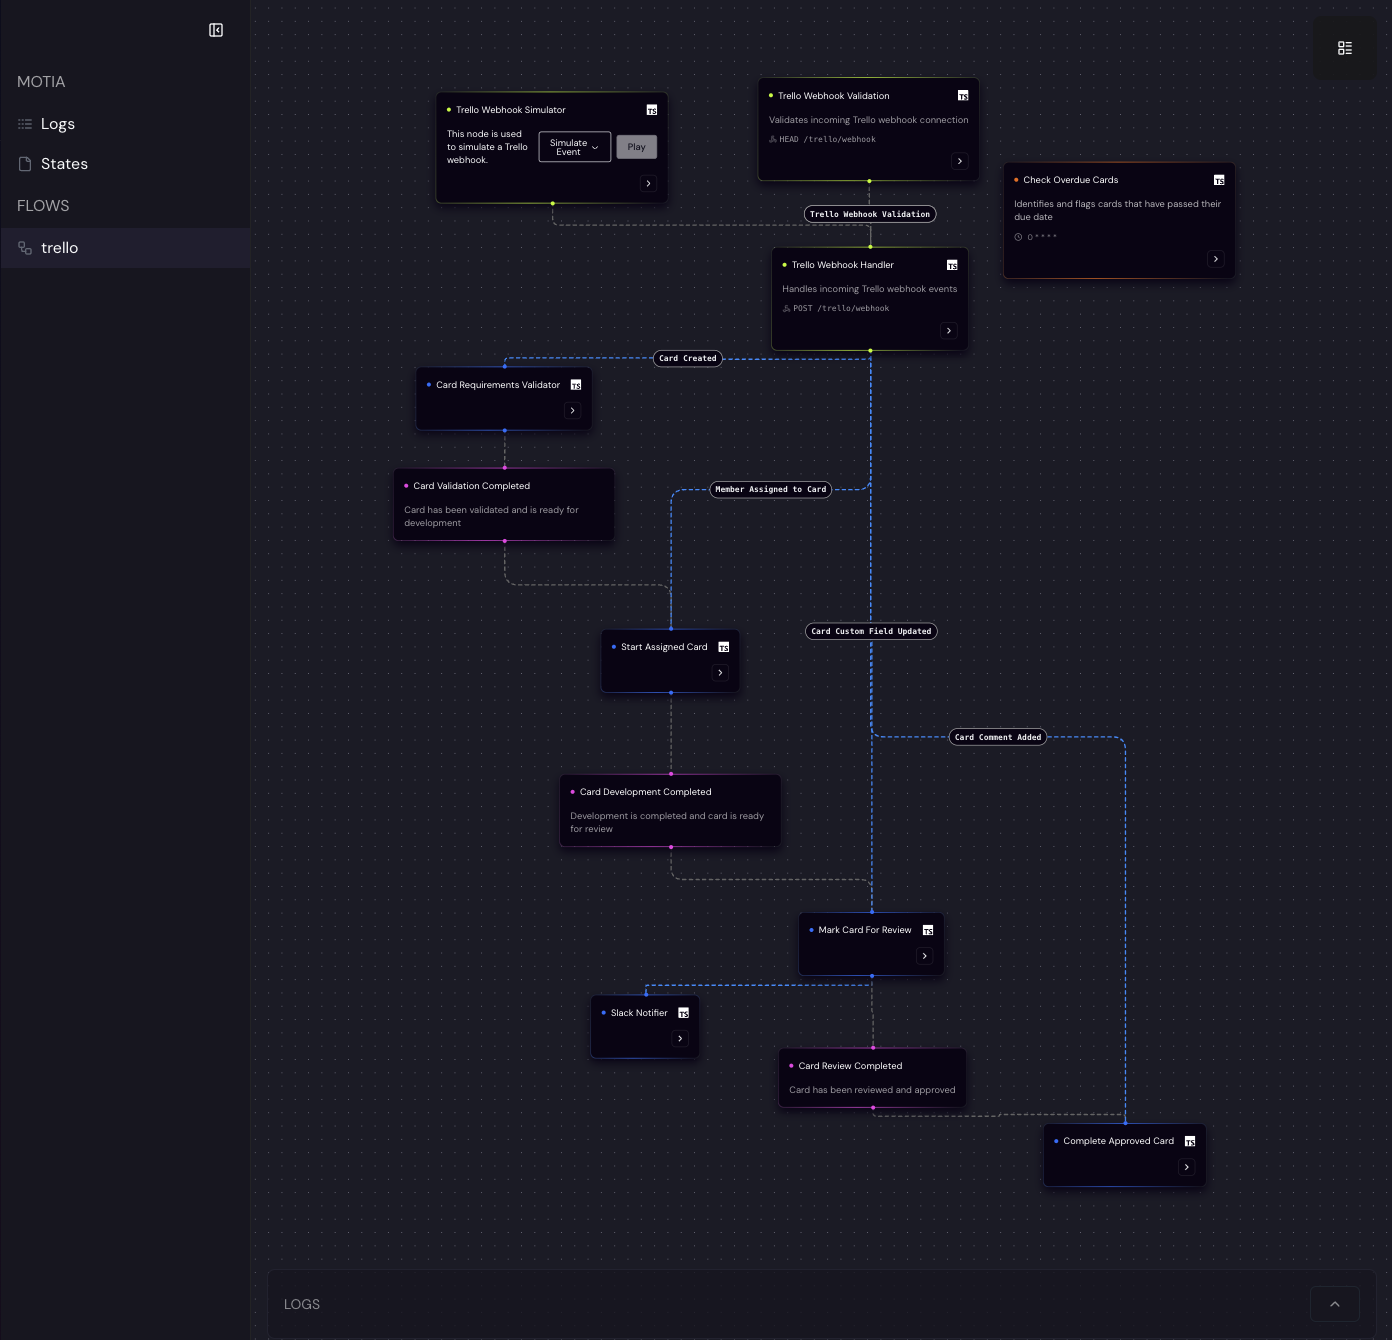 MOTIA
Logs
States
FLOWS
trello
Trello Webhook Simulator
TS
This node is used
to simulate a Trello
webhook.
Simulate
Event
Play
Trello Webhook Validation
TS
Validates incoming Trello webhook connection
HEAD /trello/webhook
Check Overdue Cards
TS
Identifies and flags cards that have passed their
due date
0 * * * *
Trello Webhook Validation
Trello Webhook Handler
TS
Handles incoming Trello webhook events
POST /trello/webhook
Card Created
Card Requirements Validator
TS
Card Validation Completed
Card has been validated and is ready for
development
Member Assigned to Card
Start Assigned Card
TS
Card Custom Field Updated
Card Comment Added
Card Development Completed
Development is completed and card is ready
for review
Mark Card For Review
TS
Slack Notifier
TS
Card Review Completed
Card has been reviewed and approved
Complete Approved Card
TS
LOGS